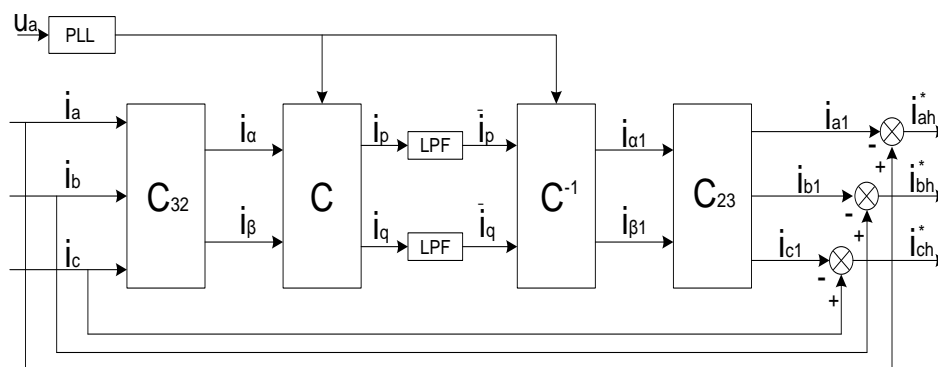 ua
PLL
ia
ib
ic
C32
iα
iβ
C
ip
iq
LPF
LPF
īp
īq
C-1
iα1
iβ1
C23
ia1
ib1
ic1
-
+
-
+
-
+
i*ah
i*bh
i*ch